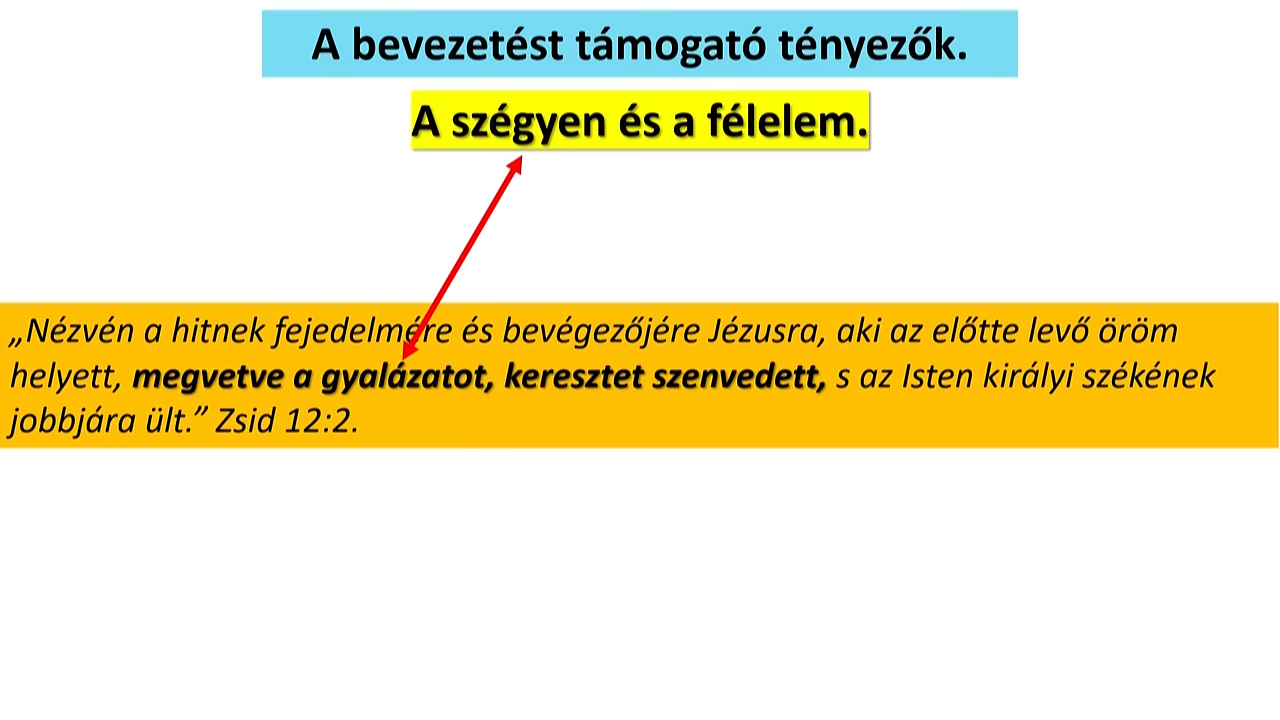 A bevezetést támogató tényezők.
A szégyen és a félelem.
„Nézvén a hitnek fejedelmére és bevégezőjére Jézusra, aki az előtte levő öröm
helyett, megvetve a gyalázatot, keresztet szenvedett, s az Isten királyi székének
jobbjára ült.” Zsid 12:2.